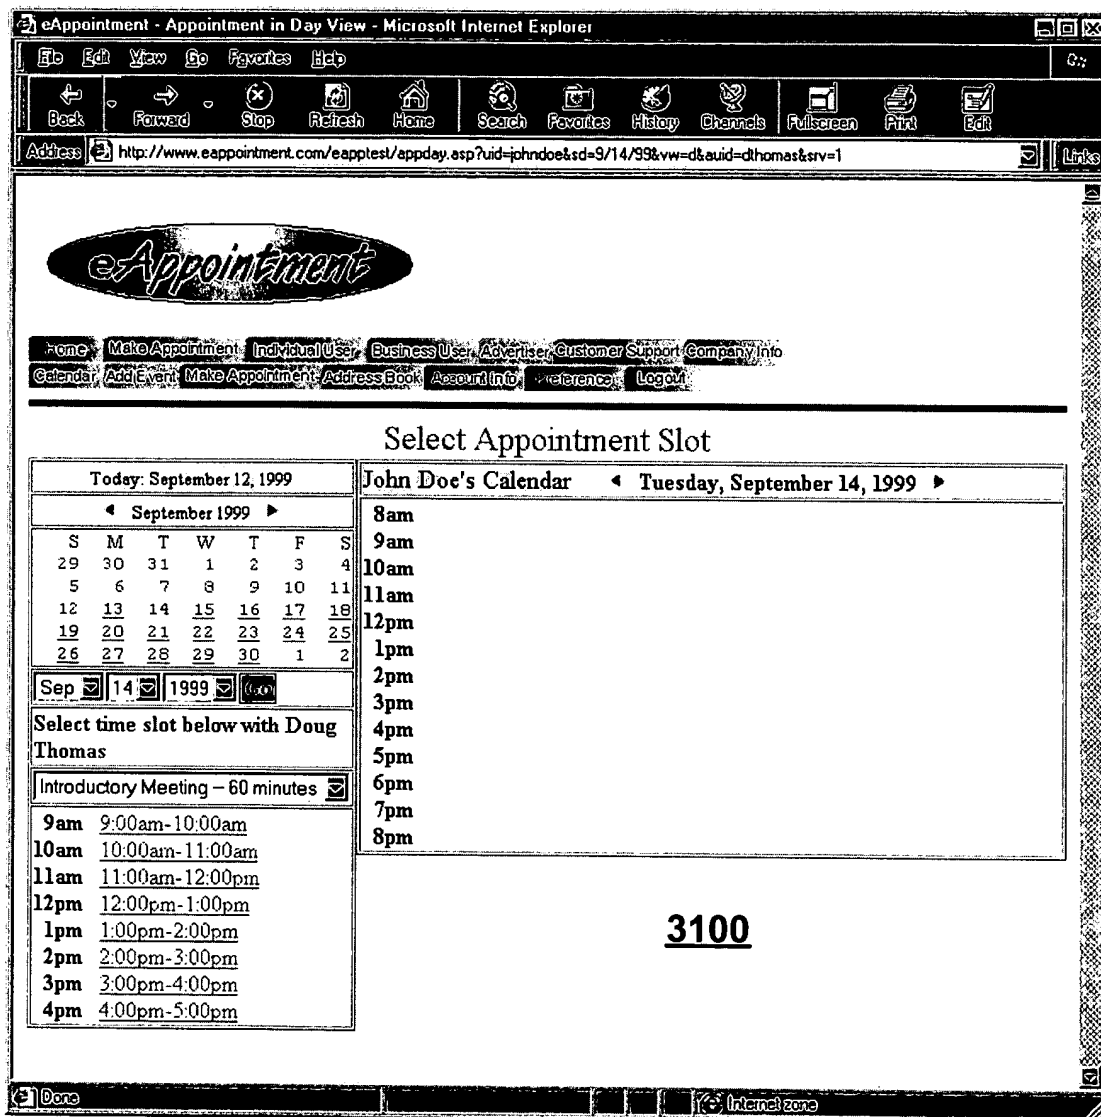 eAppointment - Appointment in Day View - Microsoft Internet Explorer
File Edit View Go Favorites Help
Back Forward Stop Refresh Home Search Favorites History Channels Fullscreen Print Edit
Address http://www.eappointment.com/eapptest/appday.asp?uid=johndoe&sd=9/14/99&vw=d&auid=dthomas&srv=1 Links
eAppointment
Home Make Appointment Individual User Business User Advertiser Customer Support Company Info
Calendar Add Event Make Appointment Address Book Account Info Preference Logout
Select Appointment Slot
Today: September 12, 1999
September 1999
S M T W T F S
29 30 31 1 2 3 4
5 6 7 8 9 10 11
12 13 14 15 16 17 18
19 20 21 22 23 24 25
26 27 28 29 30 1 2
Sep 14 1999 Go
Select time slot below with Doug
Thomas
Introductory Meeting – 60 minutes
9am 9:00am-10:00am
10am 10:00am-11:00am
11am 11:00am-12:00pm
12pm 12:00pm-1:00pm
1pm 1:00pm-2:00pm
2pm 2:00pm-3:00pm
3pm 3:00pm-4:00pm
4pm 4:00pm-5:00pm
John Doe's Calendar Tuesday, September 14, 1999
8am
9am
10am
11am
12pm
1pm
2pm
3pm
4pm
5pm
6pm
7pm
8pm
3100
Done Internet zone